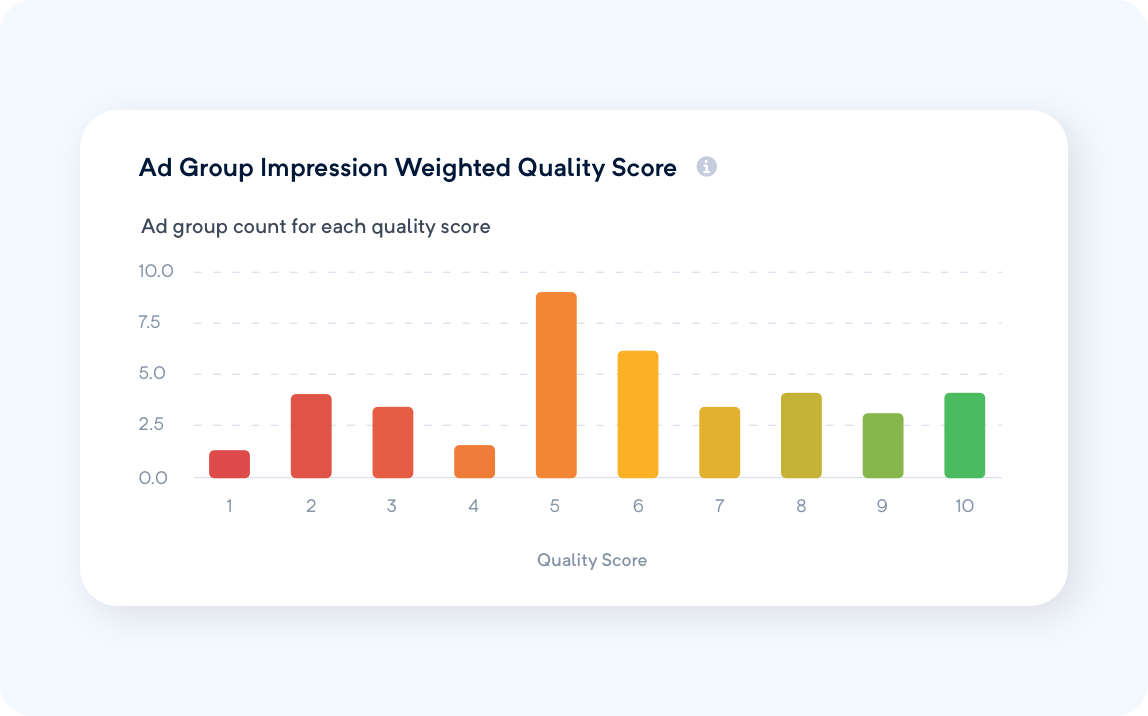 Ad Group Impression Weighted Quality Score
Ad group count for each quality score
10.0
7.5
5.0
2.5
0.0
1 2 3 4 5 6 7 8 9 10
Quality Score